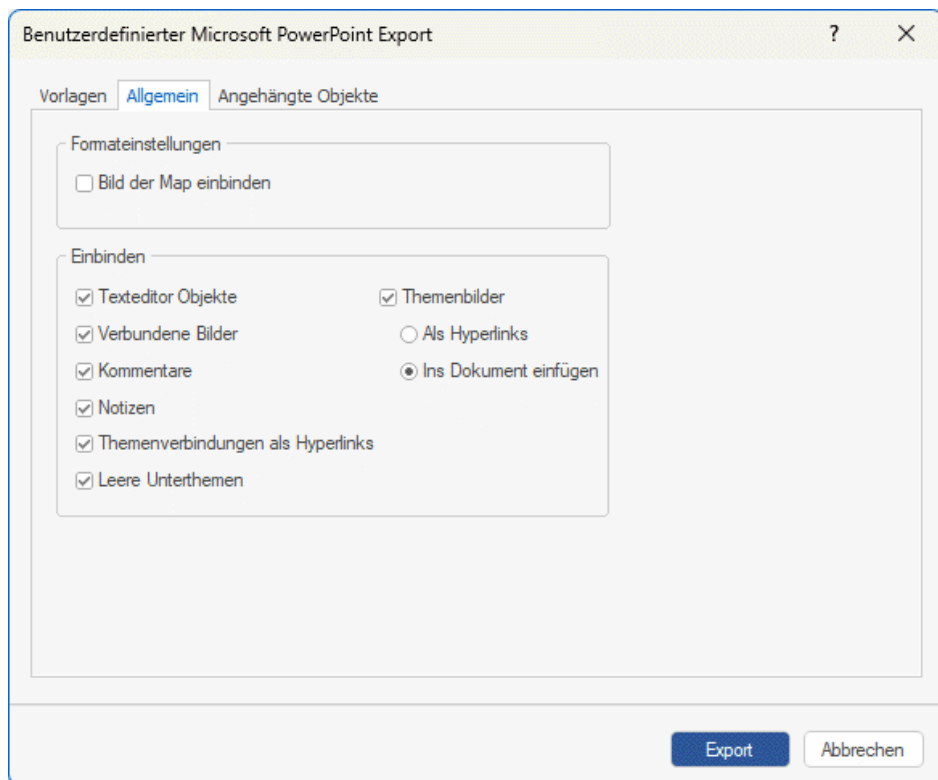 Benutzerdefinierter Microsoft PowerPoint Export ?
Vorlagen Allgemein Angehängte Objekte
Formateinstellungen
Bild der Map einbinden
Einbinden
Texteditor Objekte Themenbilder
Verbundene Bilder Als Hyperlinks
Kommentare Ins Dokument einfügen
Notizen
Themenverbindungen als Hyperlinks
Leere Unterthemen
Export Abbrechen